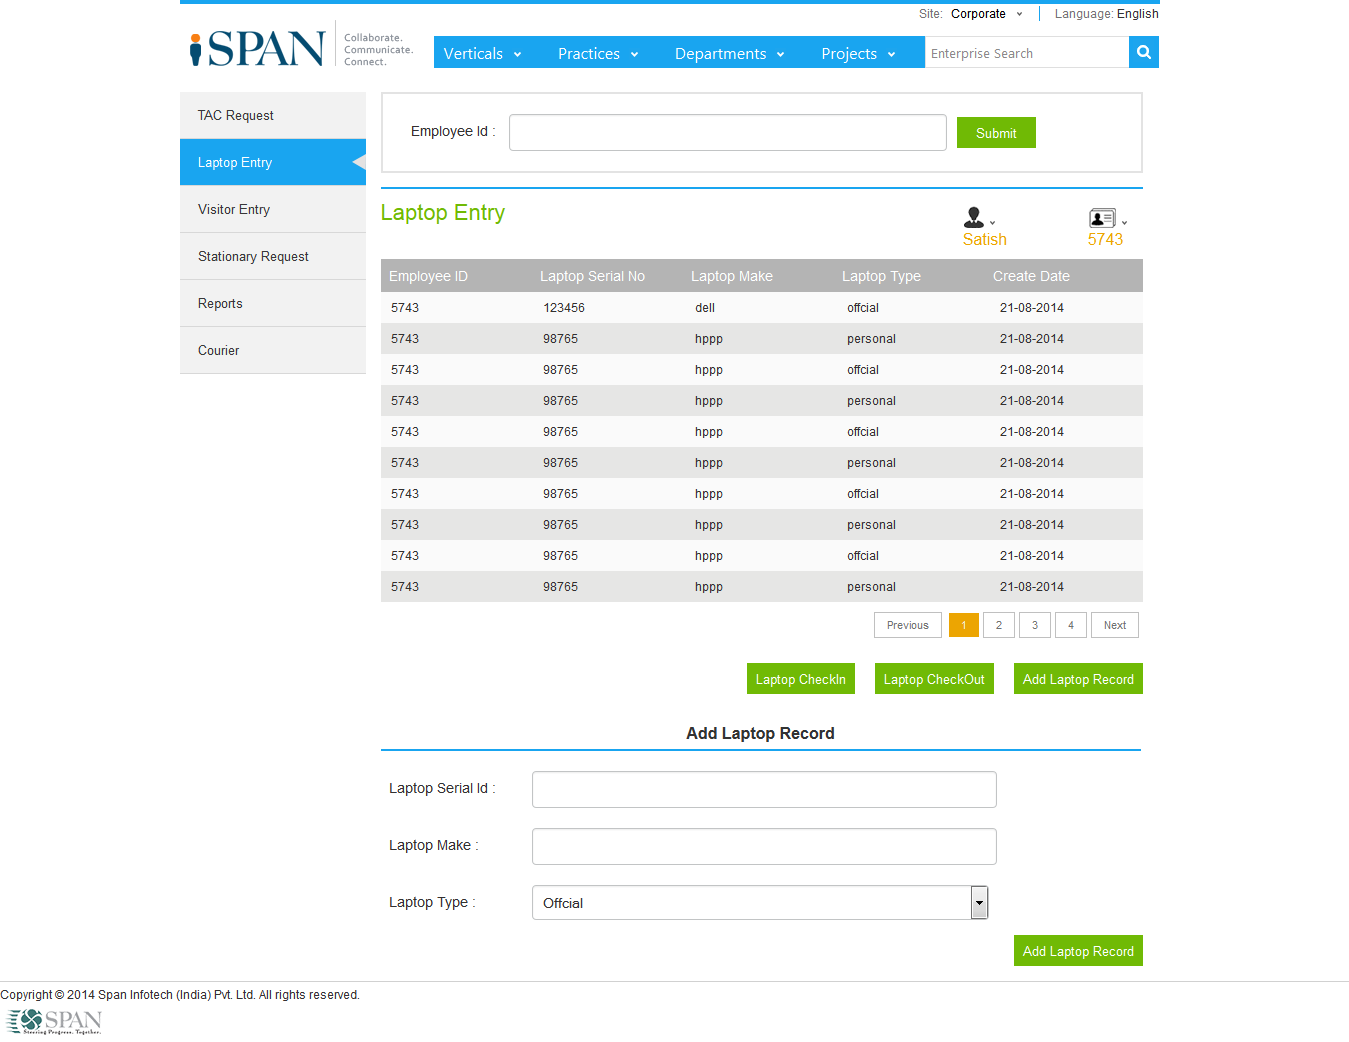 Site: Corporate Language: English
iSPAN Collaborate.
Communicate.
Connect.
Verticals Practices Departments Projects Enterprise Search
TAC Request
Laptop Entry
Visitor Entry
Stationary Request
Reports
Courier
Employee Id : Submit
Laptop Entry
Satish 5743
Employee ID Laptop Serial No Laptop Make Laptop Type Create Date
5743 123456 dell offcial 21-08-2014
5743 98765 hppp personal 21-08-2014
5743 98765 hppp offcial 21-08-2014
5743 98765 hppp personal 21-08-2014
5743 98765 hppp offcial 21-08-2014
5743 98765 hppp personal 21-08-2014
5743 98765 hppp offcial 21-08-2014
5743 98765 hppp personal 21-08-2014
5743 98765 hppp offcial 21-08-2014
5743 98765 hppp personal 21-08-2014
Previous 1 2 3 4 Next
Laptop CheckIn Laptop CheckOut Add Laptop Record
Add Laptop Record
Laptop Serial Id :
Laptop Make :
Laptop Type : Offcial
Add Laptop Record
Copyright © 2014 Span Infotech (India) Pvt. Ltd. All rights reserved.
SPAN
Steering Progress. Together.